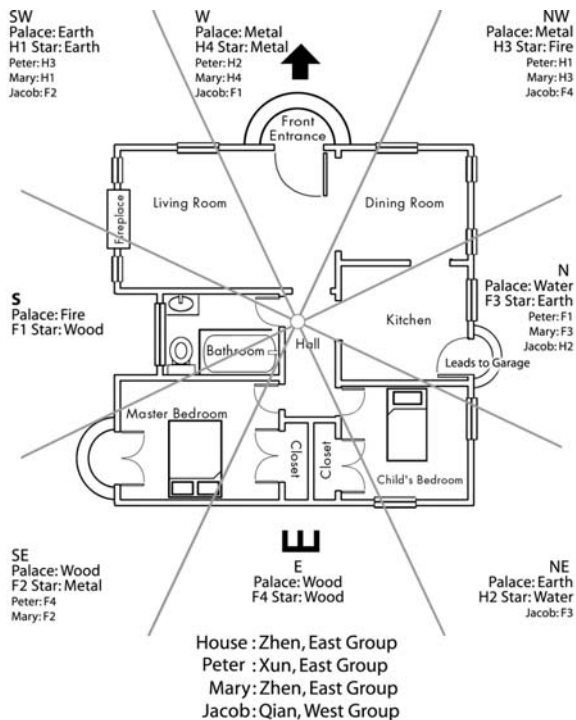 SW
Palace: Earth
H1 Star: Earth
Peter: H3
Mary: H1
Jacob: F2
W
Palace: Metal
H4 Star: Metal
Peter: H2
Mary: H4
Jacob: F1
NW
Palace: Metal
H3 Star: Fire
Peter: H1
Mary: H3
Jacob: F4
Front
Entrance
Living Room
Dining Room
Fireplace
S
Palace: Fire
F1 Star: Wood
N
Palace: Water
F3 Star: Earth
Peter: F1
Mary: F3
Jacob: H2
Kitchen
Bathroom
Hall
Leads to Garage
Master Bedroom
Closet
Closet
Child's Bedroom
SE
Palace: Wood
F2 Star: Metal
Peter: F4
Mary: F2
E
E
Palace: Wood
F4 Star: Wood
NE
Palace: Earth
H2 Star: Water
Jacob: F3
House : Zhen, East Group
Peter : Xun, East Group
Mary: Zhen, East Group
Jacob: Qian, West Group